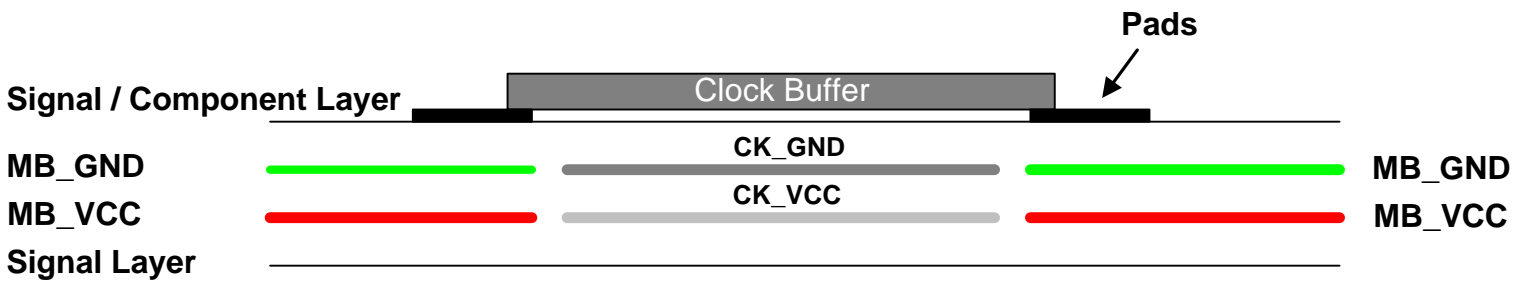 Pads
Clock Buffer
Signal / Component Layer
CK_GND
MB_GND
MB_GND
CK_VCC
MB_VCC
MB_VCC
Signal Layer